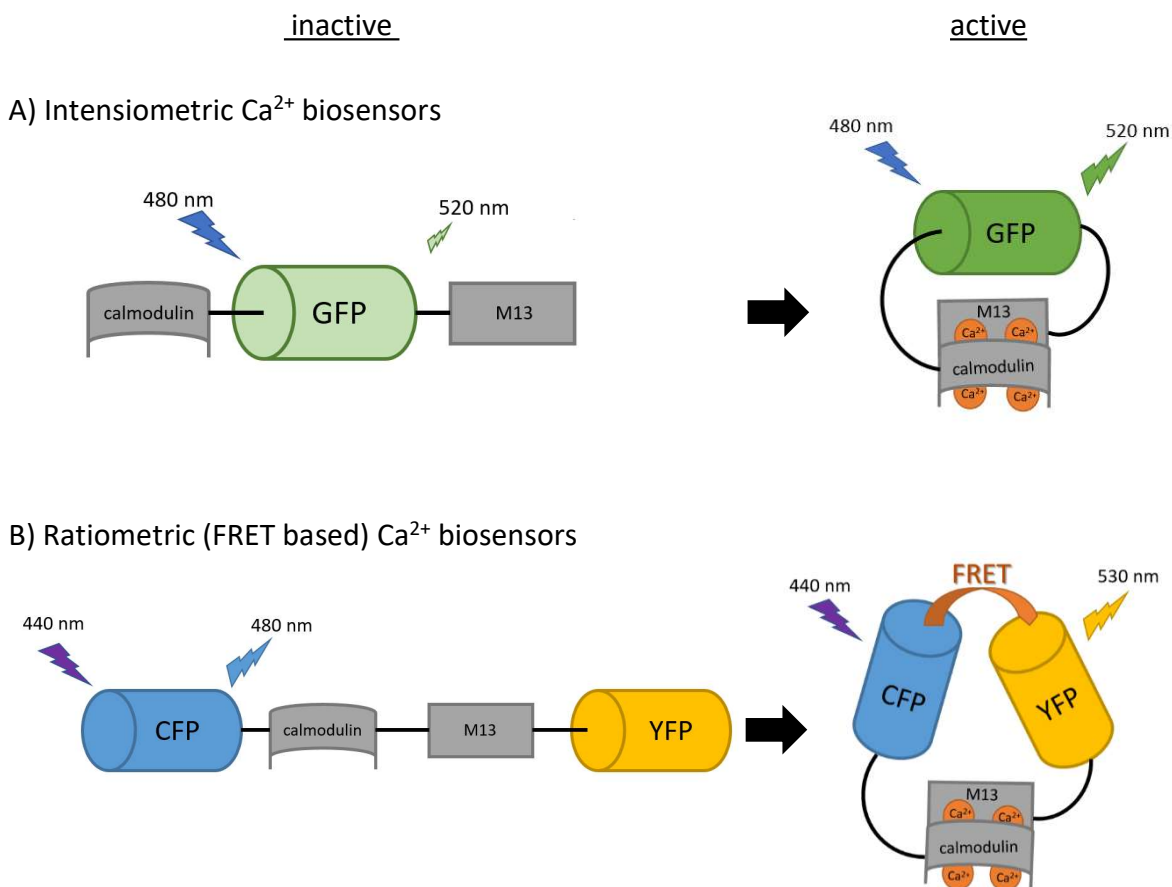 inactive
active
A) Intensiometric Ca²⁺ biosensors
480 nm
520 nm
calmodulin
GFP
M13
480 nm
520 nm
GFP
M13
Ca²⁺
Ca²⁺
calmodulin
Ca²⁺
Ca²⁺
B) Ratiometric (FRET based) Ca²⁺ biosensors
440 nm
480 nm
CFP
calmodulin
M13
YFP
FRET
440 nm
530 nm
CFP
YFP
M13
Ca²⁺
Ca²⁺
calmodulin
Ca²⁺
Ca²⁺